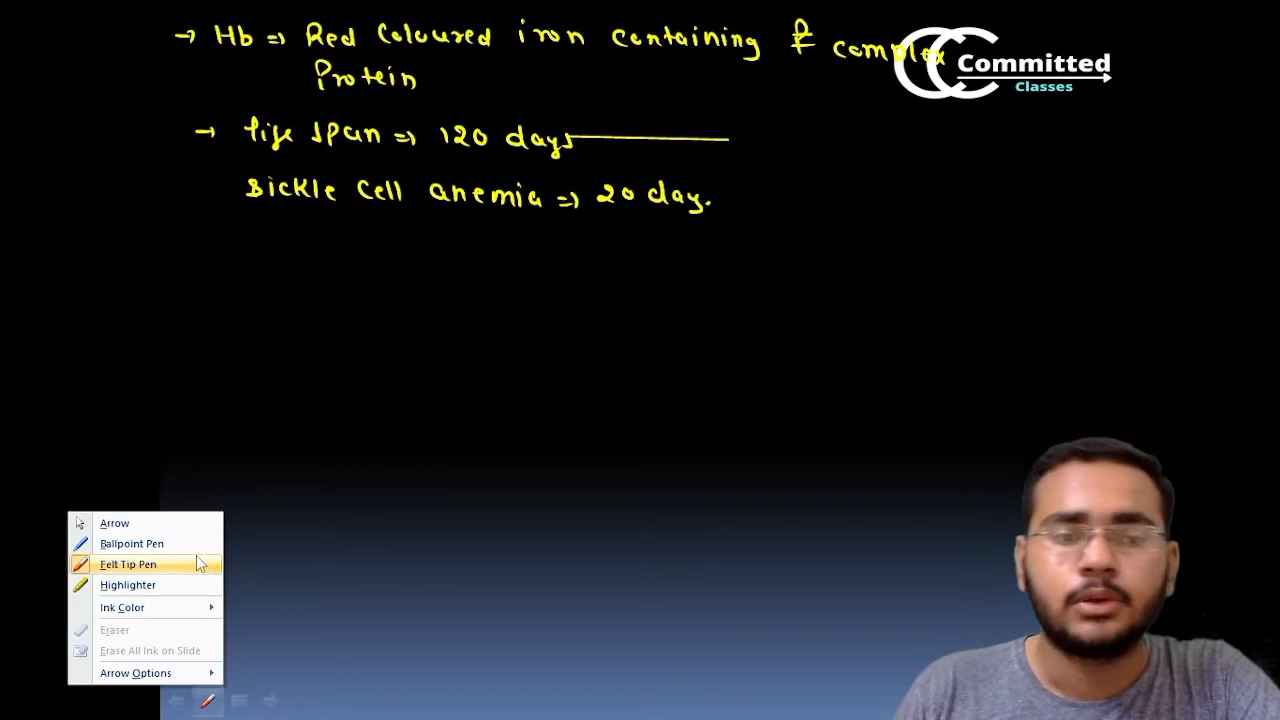 → Hb ⇒ Red Coloured iron containing complex
Protein
→ life span ⇒ 120 days
Sickle Cell anemia ⇒ 20 day.
Committed
Classes
Arrow
Ballpoint Pen
Felt Tip Pen
Highlighter
Ink Color
Eraser
Erase All Ink on Slide
Arrow Options